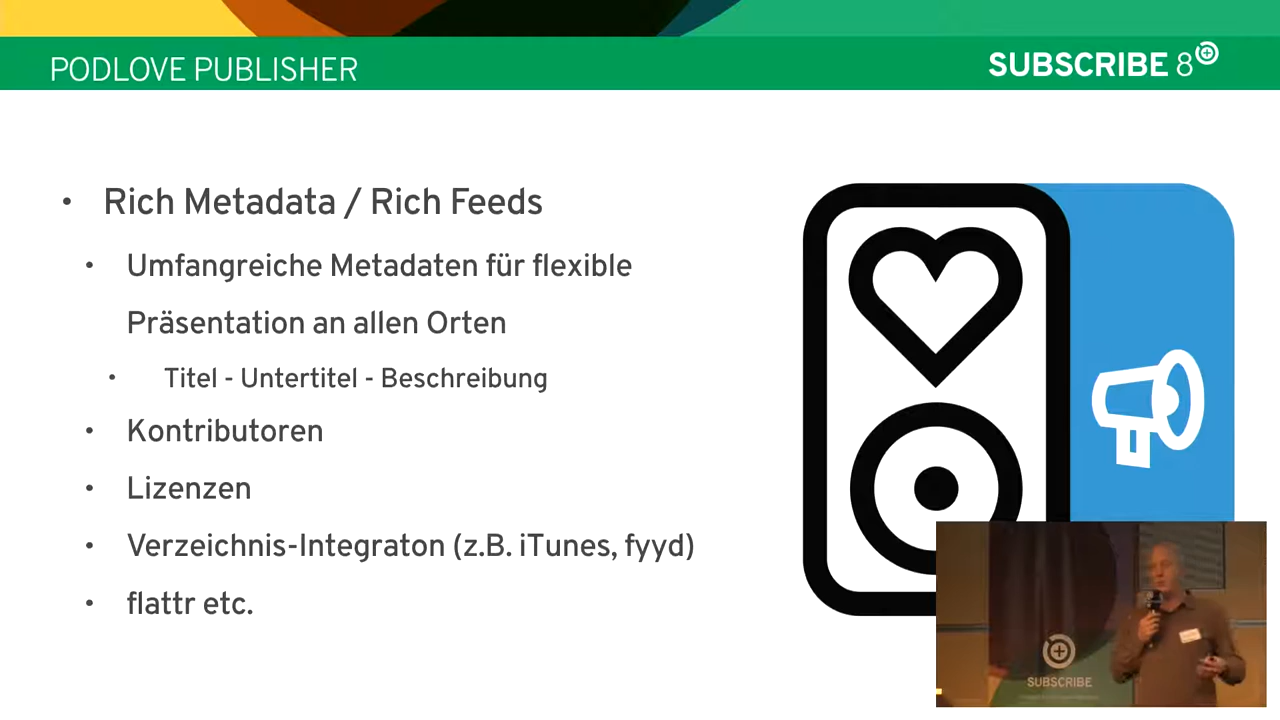 PODLOVE PUBLISHER
SUBSCRIBE 8
• Rich Metadata / Rich Feeds
• Umfangreiche Metadaten für flexible
Präsentation an allen Orten
• Titel - Untertitel - Beschreibung
• Kontributoren
• Lizenzen
• Verzeichnis-Integraton (z.B. iTunes, fyyd)
• flattr etc.
SUBSCRIBE